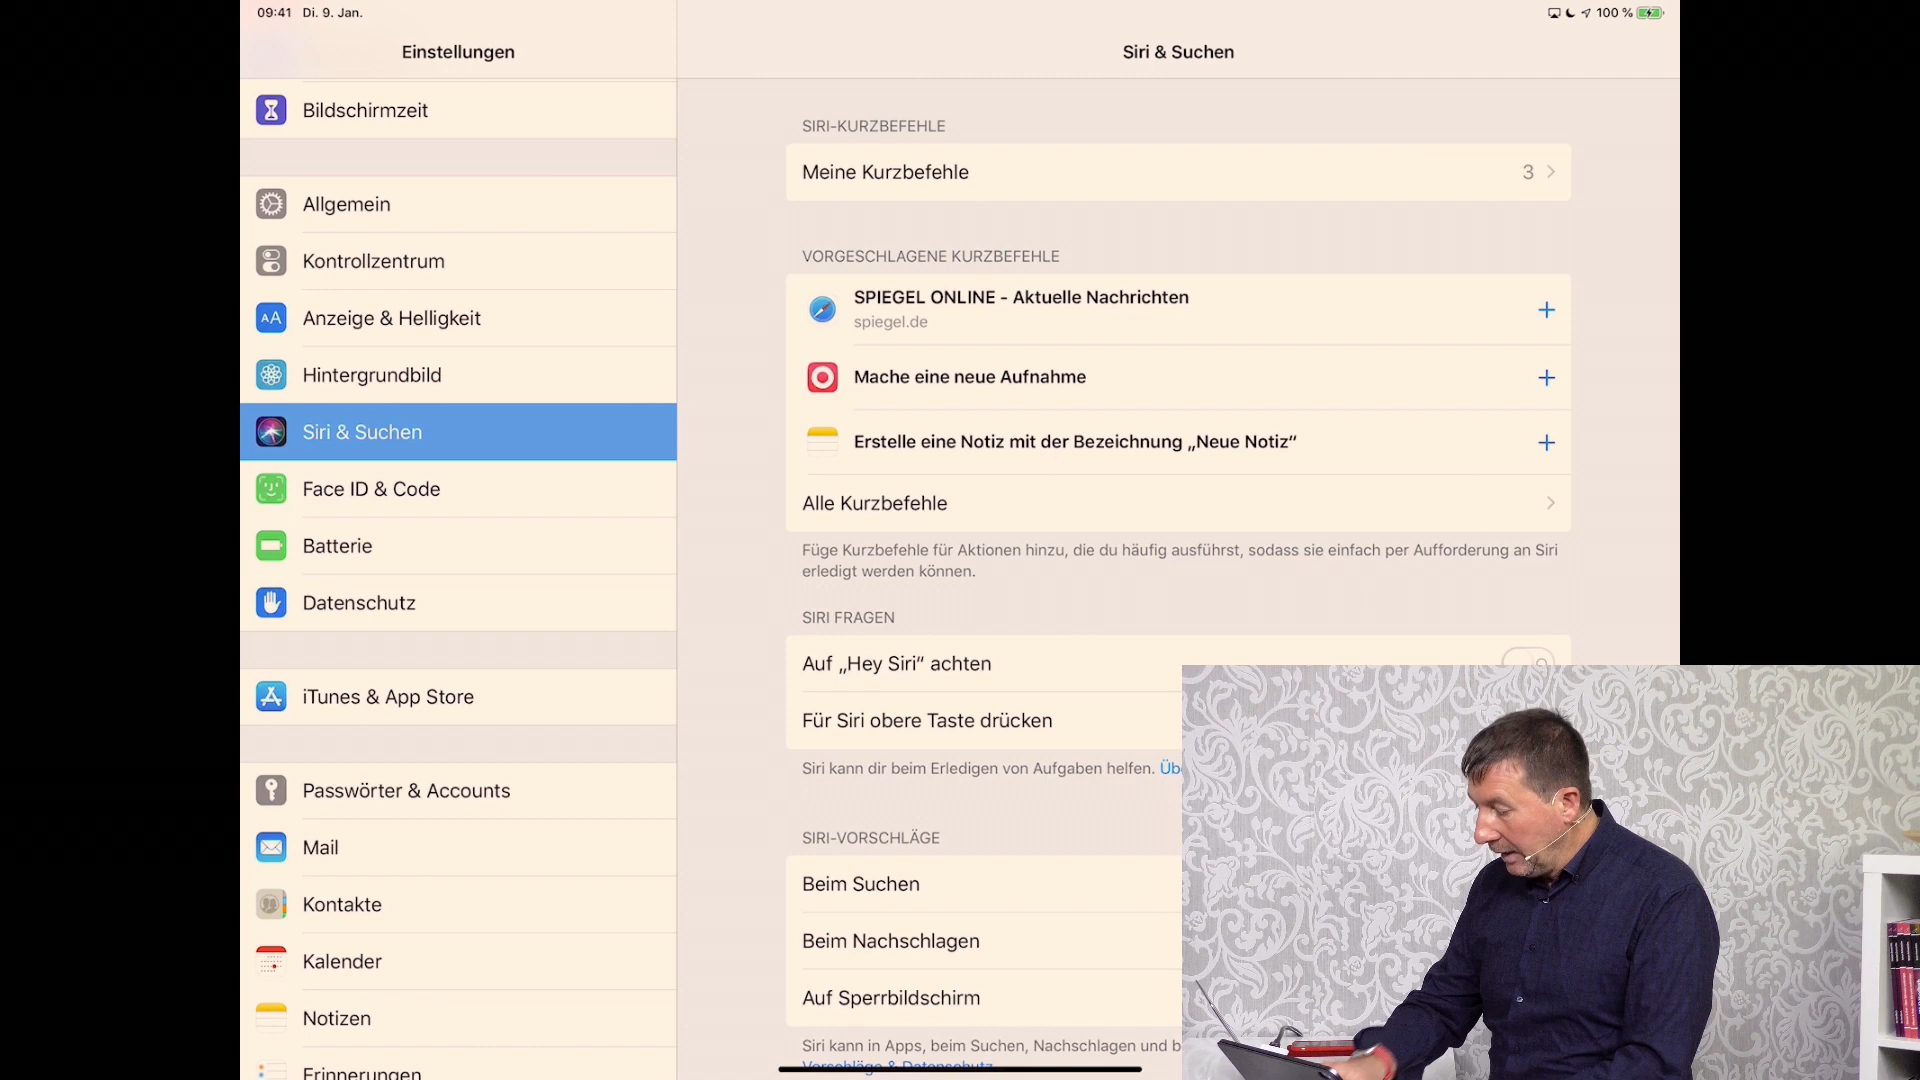 09:41 Di. 9. Jan.
100 %
Einstellungen
Bildschirmzeit
Allgemein
Kontrollzentrum
AA
Anzeige & Helligkeit
Hintergrundbild
Siri & Suchen
Face ID & Code
Batterie
Datenschutz
iTunes & App Store
Passwörter & Accounts
Mail
Kontakte
Kalender
Notizen
Erinnerungen
Siri & Suchen
SIRI-KURZBEFEHLE
Meine Kurzbefehle 3
VORGESCHLAGENE KURZBEFEHLE
SPIEGEL ONLINE - Aktuelle Nachrichten
spiegel.de
Mache eine neue Aufnahme
Erstelle eine Notiz mit der Bezeichnung „Neue Notiz“
Alle Kurzbefehle
Füge Kurzbefehle für Aktionen hinzu, die du häufig ausführst, sodass sie einfach per Aufforderung an Siri
erledigt werden können.
SIRI FRAGEN
Auf „Hey Siri“ achten
Für Siri obere Taste drücken
Siri kann dir beim Erledigen von Aufgaben helfen. Üb
SIRI-VORSCHLÄGE
Beim Suchen
Beim Nachschlagen
Auf Sperrbildschirm
Siri kann in Apps, beim Suchen, Nachschlagen und b
Vorschläge & Datenschutz